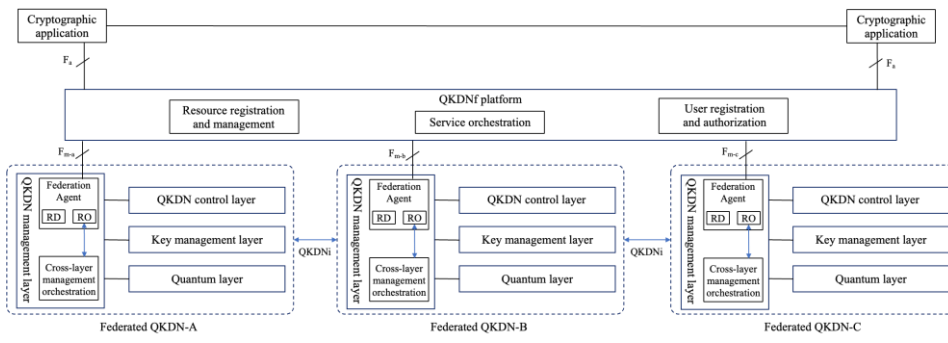 Cryptographic
application
Cryptographic
application
Fa
Fa
QKDNf platform
Resource registration
and management
Service orchestration
User registration
and authorization
Fm-a
Fm-b
Fm-c
QKDN management layer
Federation
Agent
RD
RO
Cross-layer
management
orchestration
QKDN control layer
Key management layer
Quantum layer
QKDNi
QKDN management layer
Federation
Agent
RD
RO
Cross-layer
management
orchestration
QKDN control layer
Key management layer
Quantum layer
QKDNi
QKDN management layer
Federation
Agent
RD
RO
Cross-layer
management
orchestration
QKDN control layer
Key management layer
Quantum layer
Federated QKDN-A
Federated QKDN-B
Federated QKDN-C